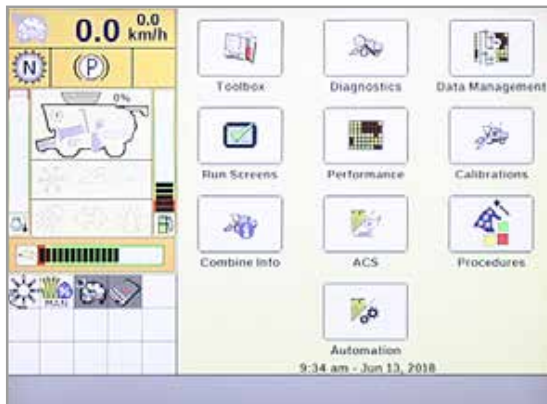 0.0 0.0 km/h
N (P)
0%
Toolbox Diagnostics Data Management
Run Screens Performance Calibrations
Combine Info ACS Procedures
MAN
Automation
9:34 am - Jun 13, 2018